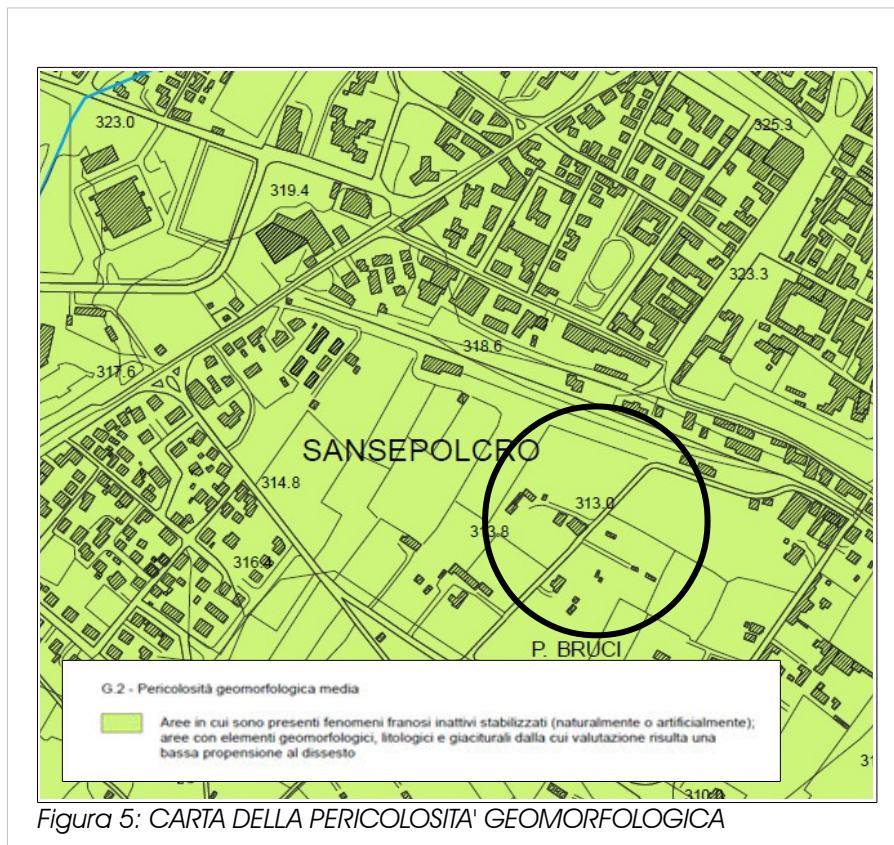 323.0
325.3
319.4
323.3
318.6
317.6
SANSEPOLCRO
314.8
313.0
313.8
316.4
P. BRUCI
G.2 - Pericolosità geomorfologica media
Aree in cui sono presenti fenomeni franosi inattivi stabilizzati (naturalmente o artificialmente);
aree con elementi geomorfologici, litologici e giaciturali dalla cui valutazione risulta una
bassa propensione al dissesto
Figura 5: CARTA DELLA PERICOLOSITA' GEOMORFOLOGICA